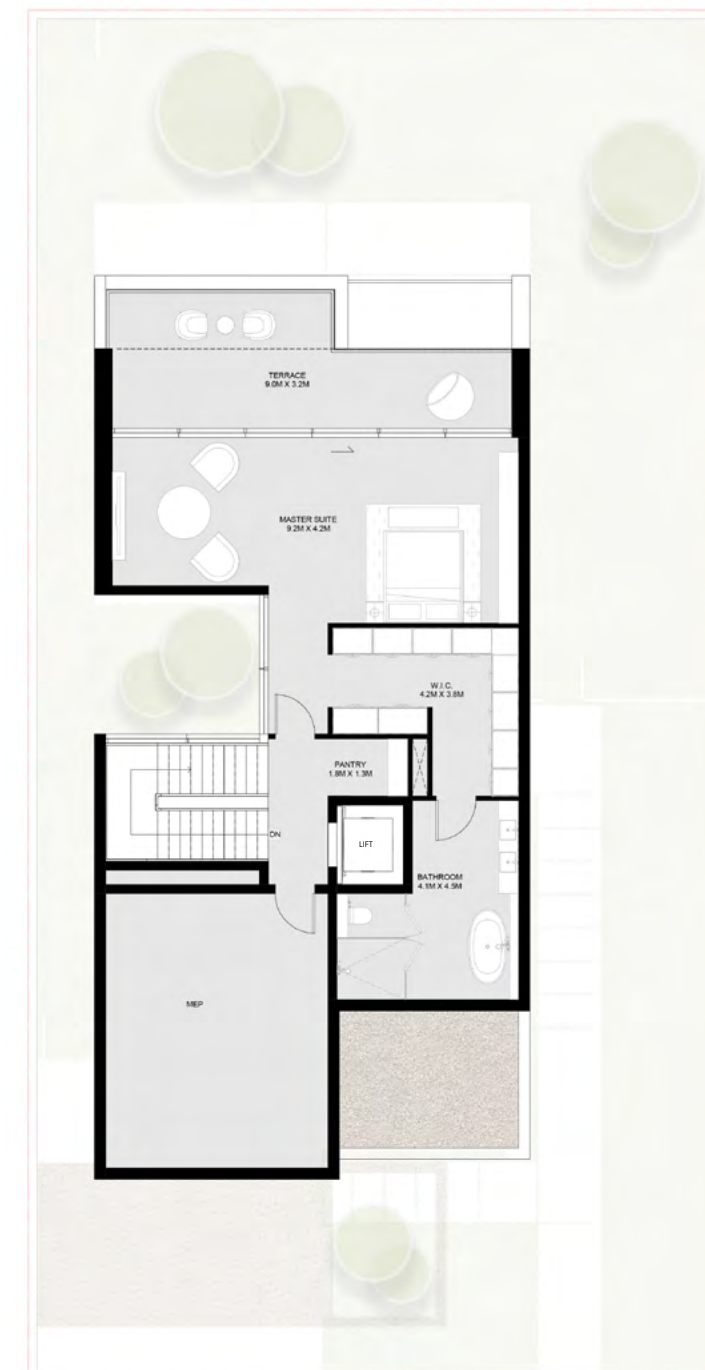 TERRACE
9.0M X 3.2M
MASTER SUITE
9.2M X 4.2M
W.I.C.
4.2M X 3.8M
PANTRY
1.8M X 1.3M
DN
LIFT
BATHROOM
4.1M X 4.5M
MEP